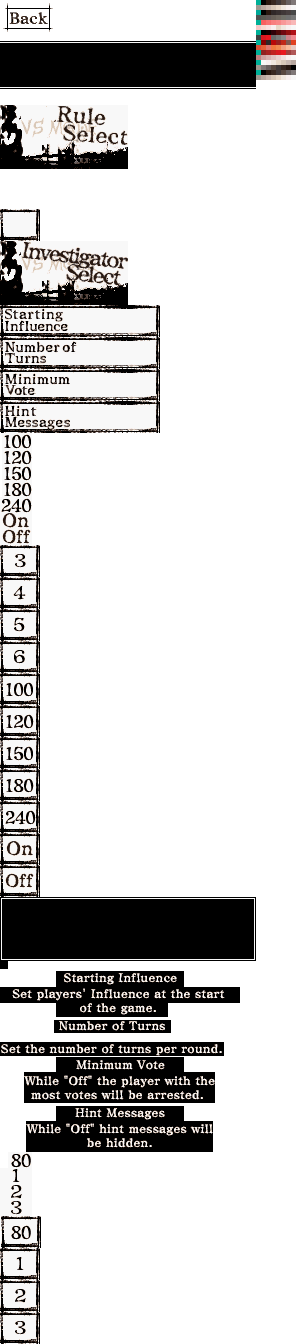 Back
VS Mode
Rule
Select
Investigator
Select
Starting
Influence
Number of
Turns
Minimum
Vote
Hint
Messages
100
120
150
180
240
On
Off
3
4
5
6
100
120
150
180
240
On
Off
Starting Influence
Set players' Influence at the start
of the game.
Number of Turns
Set the number of turns per round.
Minimum Vote
While "Off" the player with the
most votes will be arrested.
Hint Messages
While "Off" hint messages will
be hidden.
80
1
2
3
80
1
2
3